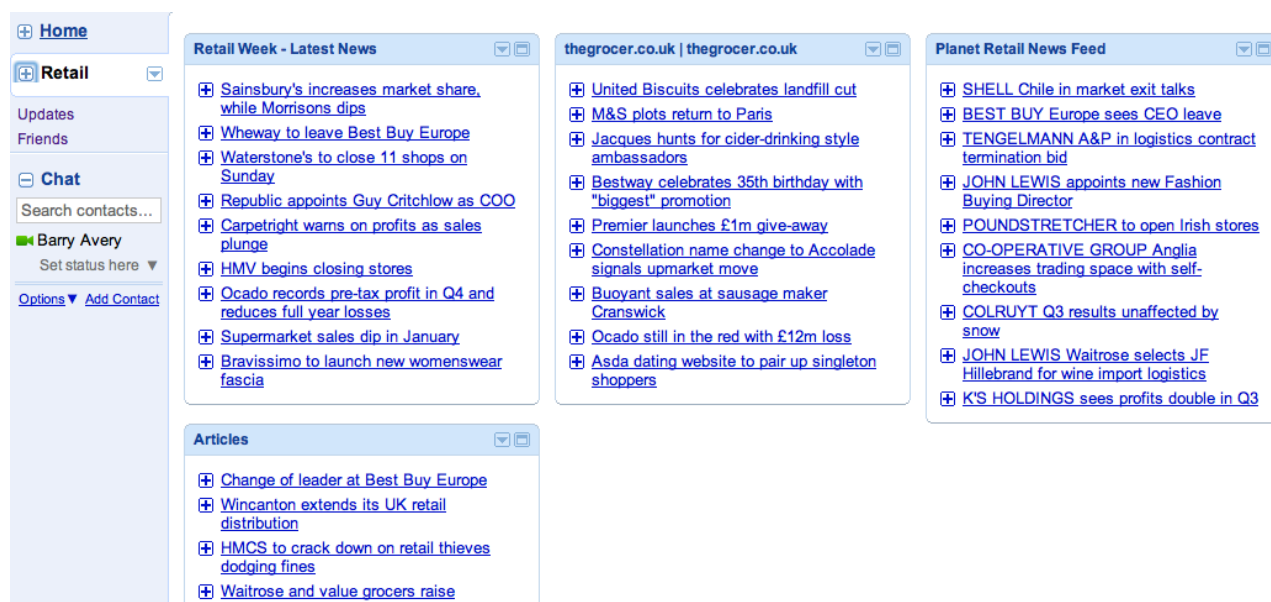 Home
Retail
Updates
Friends
Chat
Search contacts...
Barry Avery
Set status here ▼
Options▼ Add Contact
Retail Week - Latest News
Sainsbury's increases market share,
while Morrisons dips
Wheway to leave Best Buy Europe
Waterstone's to close 11 shops on
Sunday
Republic appoints Guy Critchlow as COO
Carpetright warns on profits as sales
plunge
HMV begins closing stores
Ocado records pre-tax profit in Q4 and
reduces full year losses
Supermarket sales dip in January
Bravissimo to launch new womenswear
fascia
thegrocer.co.uk | thegrocer.co.uk
United Biscuits celebrates landfill cut
M&S plots return to Paris
Jacques hunts for cider-drinking style
ambassadors
Bestway celebrates 35th birthday with
"biggest" promotion
Premier launches £1m give-away
Constellation name change to Accolade
signals upmarket move
Buoyant sales at sausage maker
Cranswick
Ocado still in the red with £12m loss
Asda dating website to pair up singleton
shoppers
Planet Retail News Feed
SHELL Chile in market exit talks
BEST BUY Europe sees CEO leave
TENGELMANN A&P in logistics contract
termination bid
JOHN LEWIS appoints new Fashion
Buying Director
POUNDSTRETCHER to open Irish stores
CO-OPERATIVE GROUP Anglia
increases trading space with self-
checkouts
COLRUYT Q3 results unaffected by
snow
JOHN LEWIS Waitrose selects JF
Hillebrand for wine import logistics
K'S HOLDINGS sees profits double in Q3
Articles
Change of leader at Best Buy Europe
Wincanton extends its UK retail
distribution
HMCS to crack down on retail thieves
dodging fines
Waitrose and value grocers raise